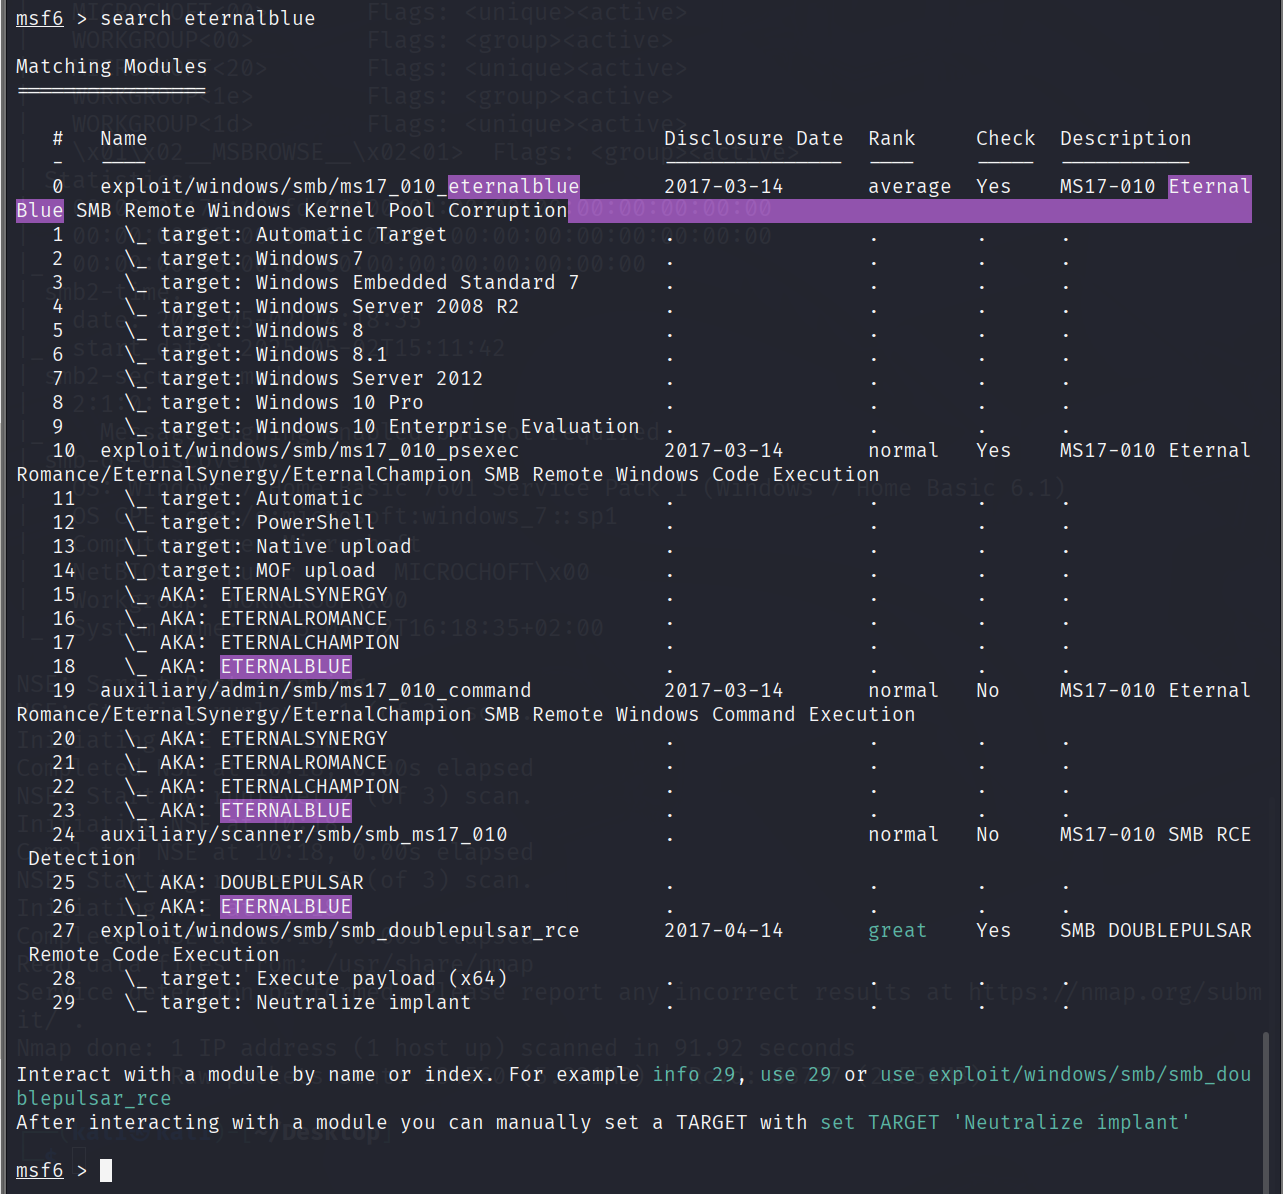 msf6 > search eternalblue
Matching Modules
================
#  Name  Disclosure Date  Rank  Check  Description
-  ----  ---------------  ----  -----  -----------
0  exploit/windows/smb/ms17_010_eternalblue  2017-03-14  average  Yes  MS17-010 Eternal
Blue SMB Remote Windows Kernel Pool Corruption
1  \_ target: Automatic Target  .  .  .  .
2  \_ target: Windows 7  .  .  .  .
3  \_ target: Windows Embedded Standard 7  .  .  .  .
4  \_ target: Windows Server 2008 R2  .  .  .  .
5  \_ target: Windows 8  .  .  .  .
6  \_ target: Windows 8.1  .  .  .  .
7  \_ target: Windows Server 2012  .  .  .  .
8  \_ target: Windows 10 Pro  .  .  .  .
9  \_ target: Windows 10 Enterprise Evaluation  .  .  .  .
10  exploit/windows/smb/ms17_010_psexec  2017-03-14  normal  Yes  MS17-010 Eternal
Romance/EternalSynergy/EternalChampion SMB Remote Windows Code Execution
11  \_ target: Automatic  .  .  .  .
12  \_ target: PowerShell  .  .  .  .
13  \_ target: Native upload  .  .  .  .
14  \_ target: MOF upload  .  .  .  .
15  \_ AKA: ETERNALSYNERGY  .  .  .  .
16  \_ AKA: ETERNALROMANCE  .  .  .  .
17  \_ AKA: ETERNALCHAMPION  .  .  .  .
18  \_ AKA: ETERNALBLUE  .  .  .  .
19  auxiliary/admin/smb/ms17_010_command  2017-03-14  normal  No  MS17-010 Eternal
Romance/EternalSynergy/EternalChampion SMB Remote Windows Command Execution
20  \_ AKA: ETERNALSYNERGY  .  .  .  .
21  \_ AKA: ETERNALROMANCE  .  .  .  .
22  \_ AKA: ETERNALCHAMPION  .  .  .  .
23  \_ AKA: ETERNALBLUE  .  .  .  .
24  auxiliary/scanner/smb/smb_ms17_010  .  normal  No  MS17-010 SMB RCE
Detection
25  \_ AKA: DOUBLEPULSAR  .  .  .  .
26  \_ AKA: ETERNALBLUE  .  .  .  .
27  exploit/windows/smb/smb_doublepulsar_rce  2017-04-14  great  Yes  SMB DOUBLEPULSAR
Remote Code Execution
28  \_ target: Execute payload (x64)  .  .  .  .
29  \_ target: Neutralize implant  .  .  .  .
Interact with a module by name or index. For example info 29, use 29 or use exploit/windows/smb/smb_dou
blepulsar_rce
After interacting with a module you can manually set a TARGET with set TARGET 'Neutralize implant'
msf6 >